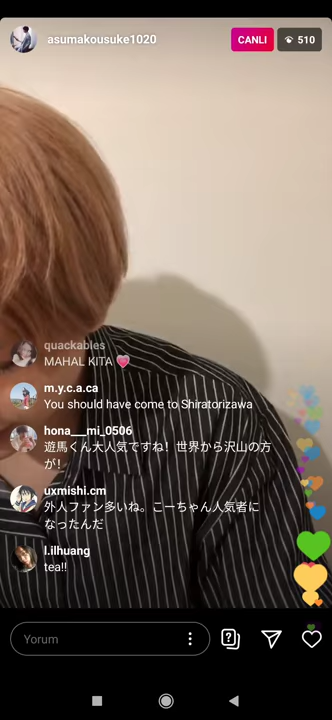 asumakousuke1020
CANLI
510
quackables
MAHAL KITA 💗
m.y.c.a.ca
You should have come to Shiratorizawa
hona___mi_0506
遊馬くん大人気ですね！世界から沢山の方
が！
uxmishi.cm
外人ファン多いね。こーちゃん人気者に
なったんだ
l.ilhuang
tea!!
Yorum